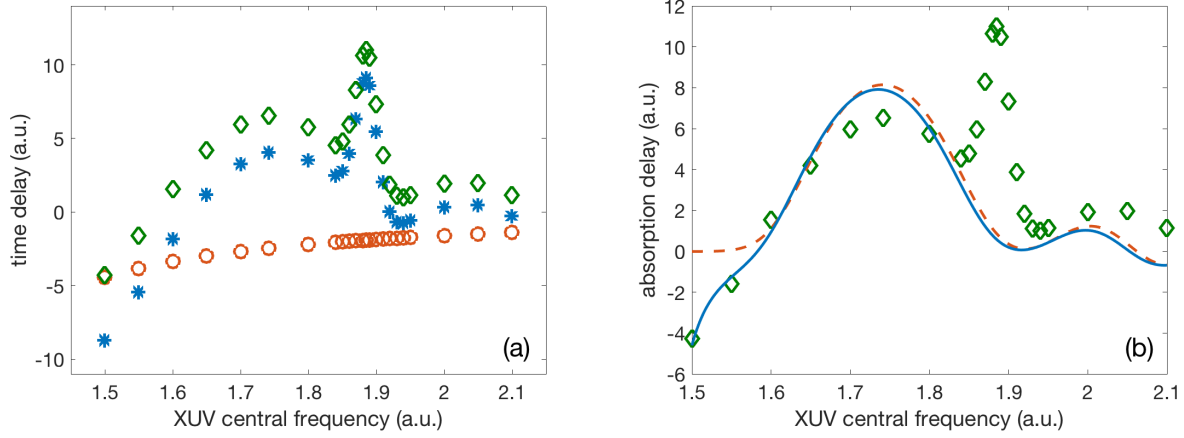 10
5
0
-5
-10
time delay (a.u.)
1.5 1.6 1.7 1.8 1.9 2.0 2.1
XUV central frequency (a.u.)
(a)
12
10
8
6
4
2
0
-2
-4
-6
absorption delay (a.u.)
1.5 1.6 1.7 1.8 1.9 2 2.1
XUV central frequency (a.u.)
(b)